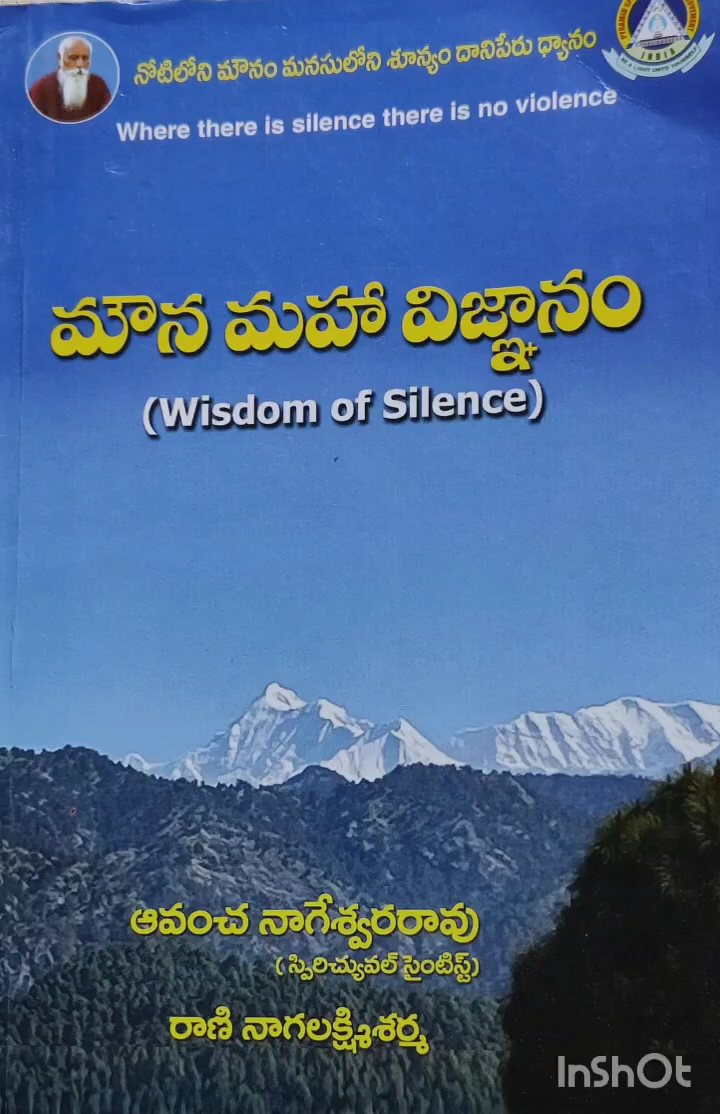 నోటిలోని మౌనం మనసులోని శూన్యం దానిపేరు ధ్యానం
INDIA
Where there is silence there is no violence
మౌన మహా విజ్ఞానం
(Wisdom of Silence)
ఆవంచ నాగేశ్వరరావు
(స్పిరిచ్యువల్ సైంటిస్ట్)
రాణి నాగలక్ష్మిశర్మ
InShOt